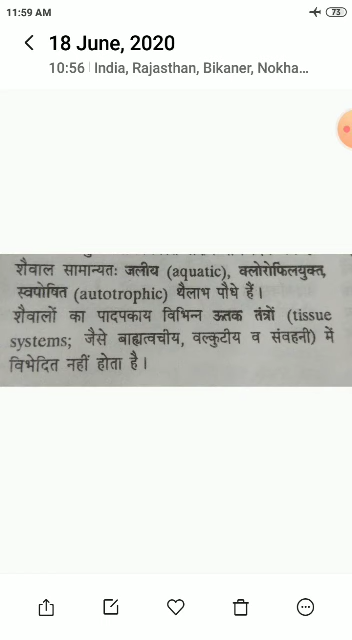 11:59 AM
73
18 June, 2020
10:56 India, Rajasthan, Bikaner, Nokha...
शैवाल सामान्यतः जलीय (aquatic), क्लोरोफिलयुक्त,
स्वपोषित (autotrophic) थैलाभ पौधे हैं।
शैवालों का पादपकाय विभिन्न ऊतक तंत्रों (tissue
systems; जैसे बाह्यत्वचीय, वल्कुटीय व संवहनी) में
विभेदित नहीं होता है।